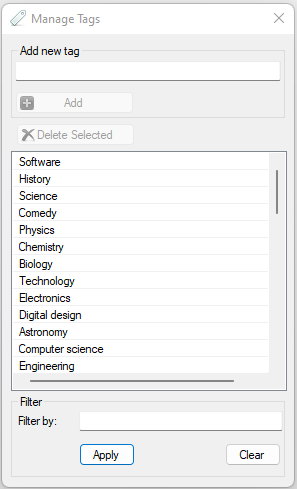 Manage Tags
Add new tag
Add
Delete Selected
Software
History
Science
Comedy
Physics
Chemistry
Biology
Technology
Electronics
Digital design
Astronomy
Computer science
Engineering
Filter
Filter by:
Apply Clear